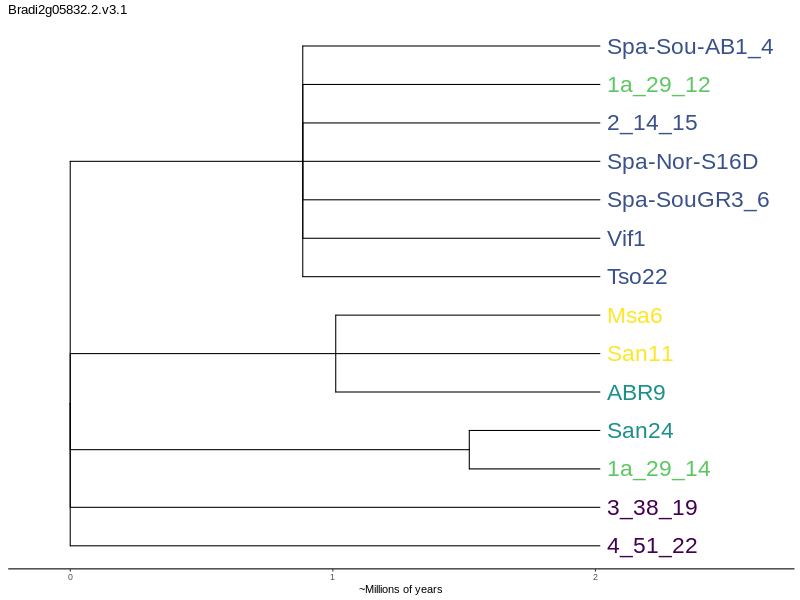 Bradi2g05832.2.v3.1
Spa-Sou-AB1_4
1a_29_12
2_14_15
Spa-Nor-S16D
Spa-SouGR3_6
Vif1
Tso22
Msa6
San11
ABR9
San24
1a_29_14
3_38_19
4_51_22
0 1 2
~Millions of years